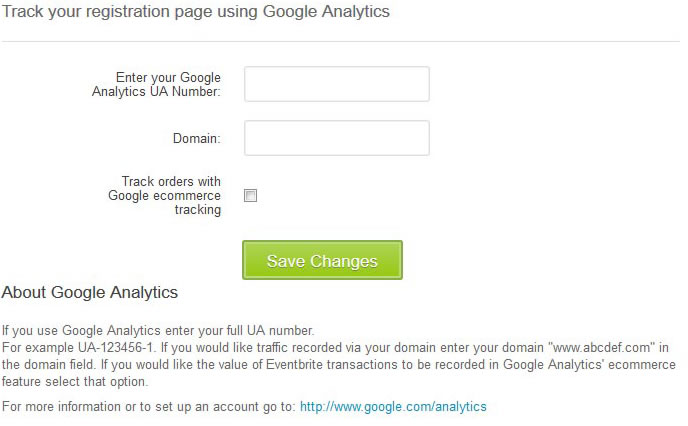 Track your registration page using Google Analytics
Enter your Google
Analytics UA Number:
Domain:
Track orders with
Google ecommerce
tracking
Save Changes
About Google Analytics
If you use Google Analytics enter your full UA number.
For example UA-123456-1. If you would like traffic recorded via your domain enter your domain "www.abcdef.com" in
the domain field. If you would like the value of Eventbrite transactions to be recorded in Google Analytics' ecommerce
feature select that option.
For more information or to set up an account go to: http://www.google.com/analytics